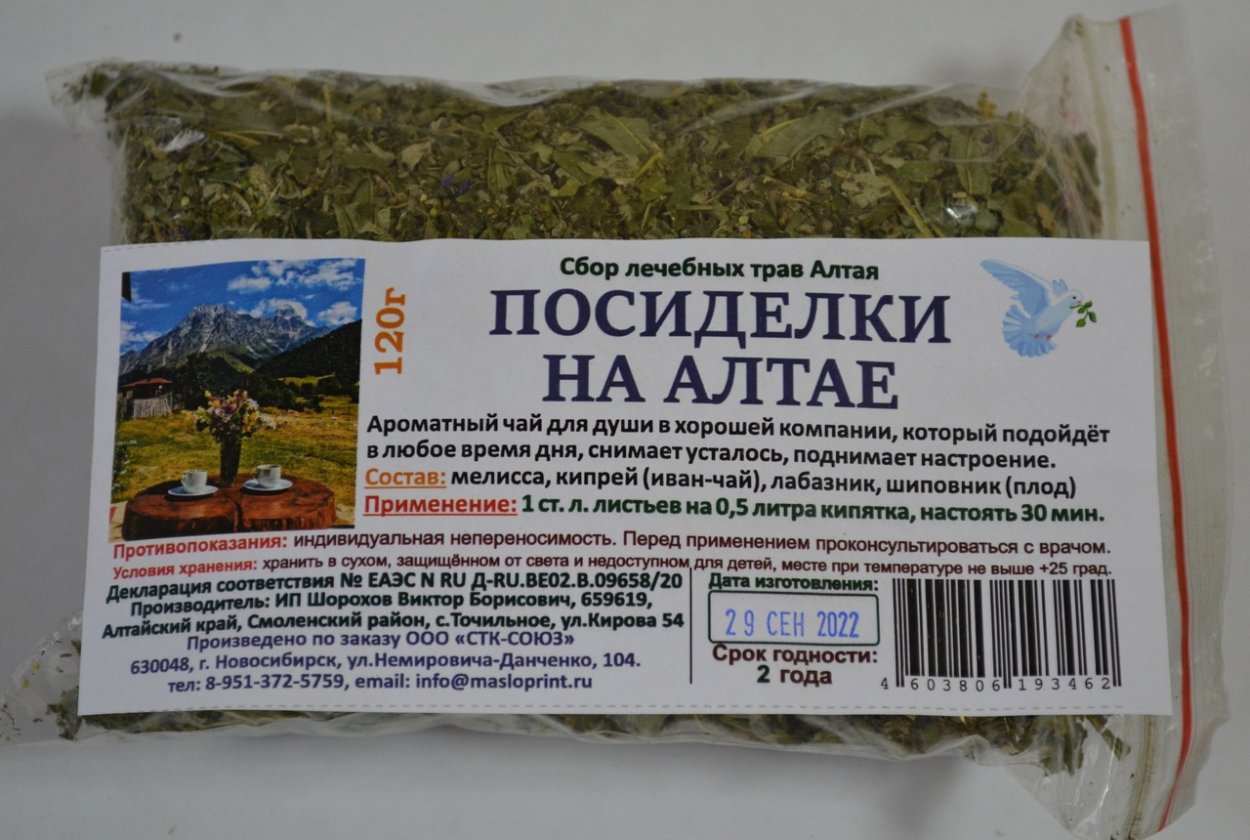 Сбор лечебных трав Алтая
ПОСИДЕЛКИ
НА АЛТАЕ
120г
Ароматный чай для души в хорошей компании, который подойдёт
в любое время дня, снимает усталось, поднимает настроение.
Состав: мелисса, кипрей (иван-чай), лабазник, шиповник (плод)
Применение: 1 ст. л. листьев на 0,5 литра кипятка, настоять 30 мин.
Противопоказания: индивидуальная непереносимость. Перед применением проконсультироваться с врачом.
Условия хранения: хранить в сухом, защищённом от света и недоступном для детей, месте при температуре не выше +25 град.
Декларация соответствия № ЕАЭС N RU Д-RU.ВЕ02.В.09658/20
Производитель: ИП Шорохов Виктор Борисович, 659619,
Алтайский край, Смоленский район, с.Точильное, ул.Кирова 54
Произведено по заказу ООО «СТК-СОЮЗ»
630048, г. Новосибирск, ул.Немировича-Данченко, 104.
тел: 8-951-372-5759, email: info@masloprint.ru
Дата изготовления:
29 СЕН 2022
Срок годности:
2 года
4 603806 193462